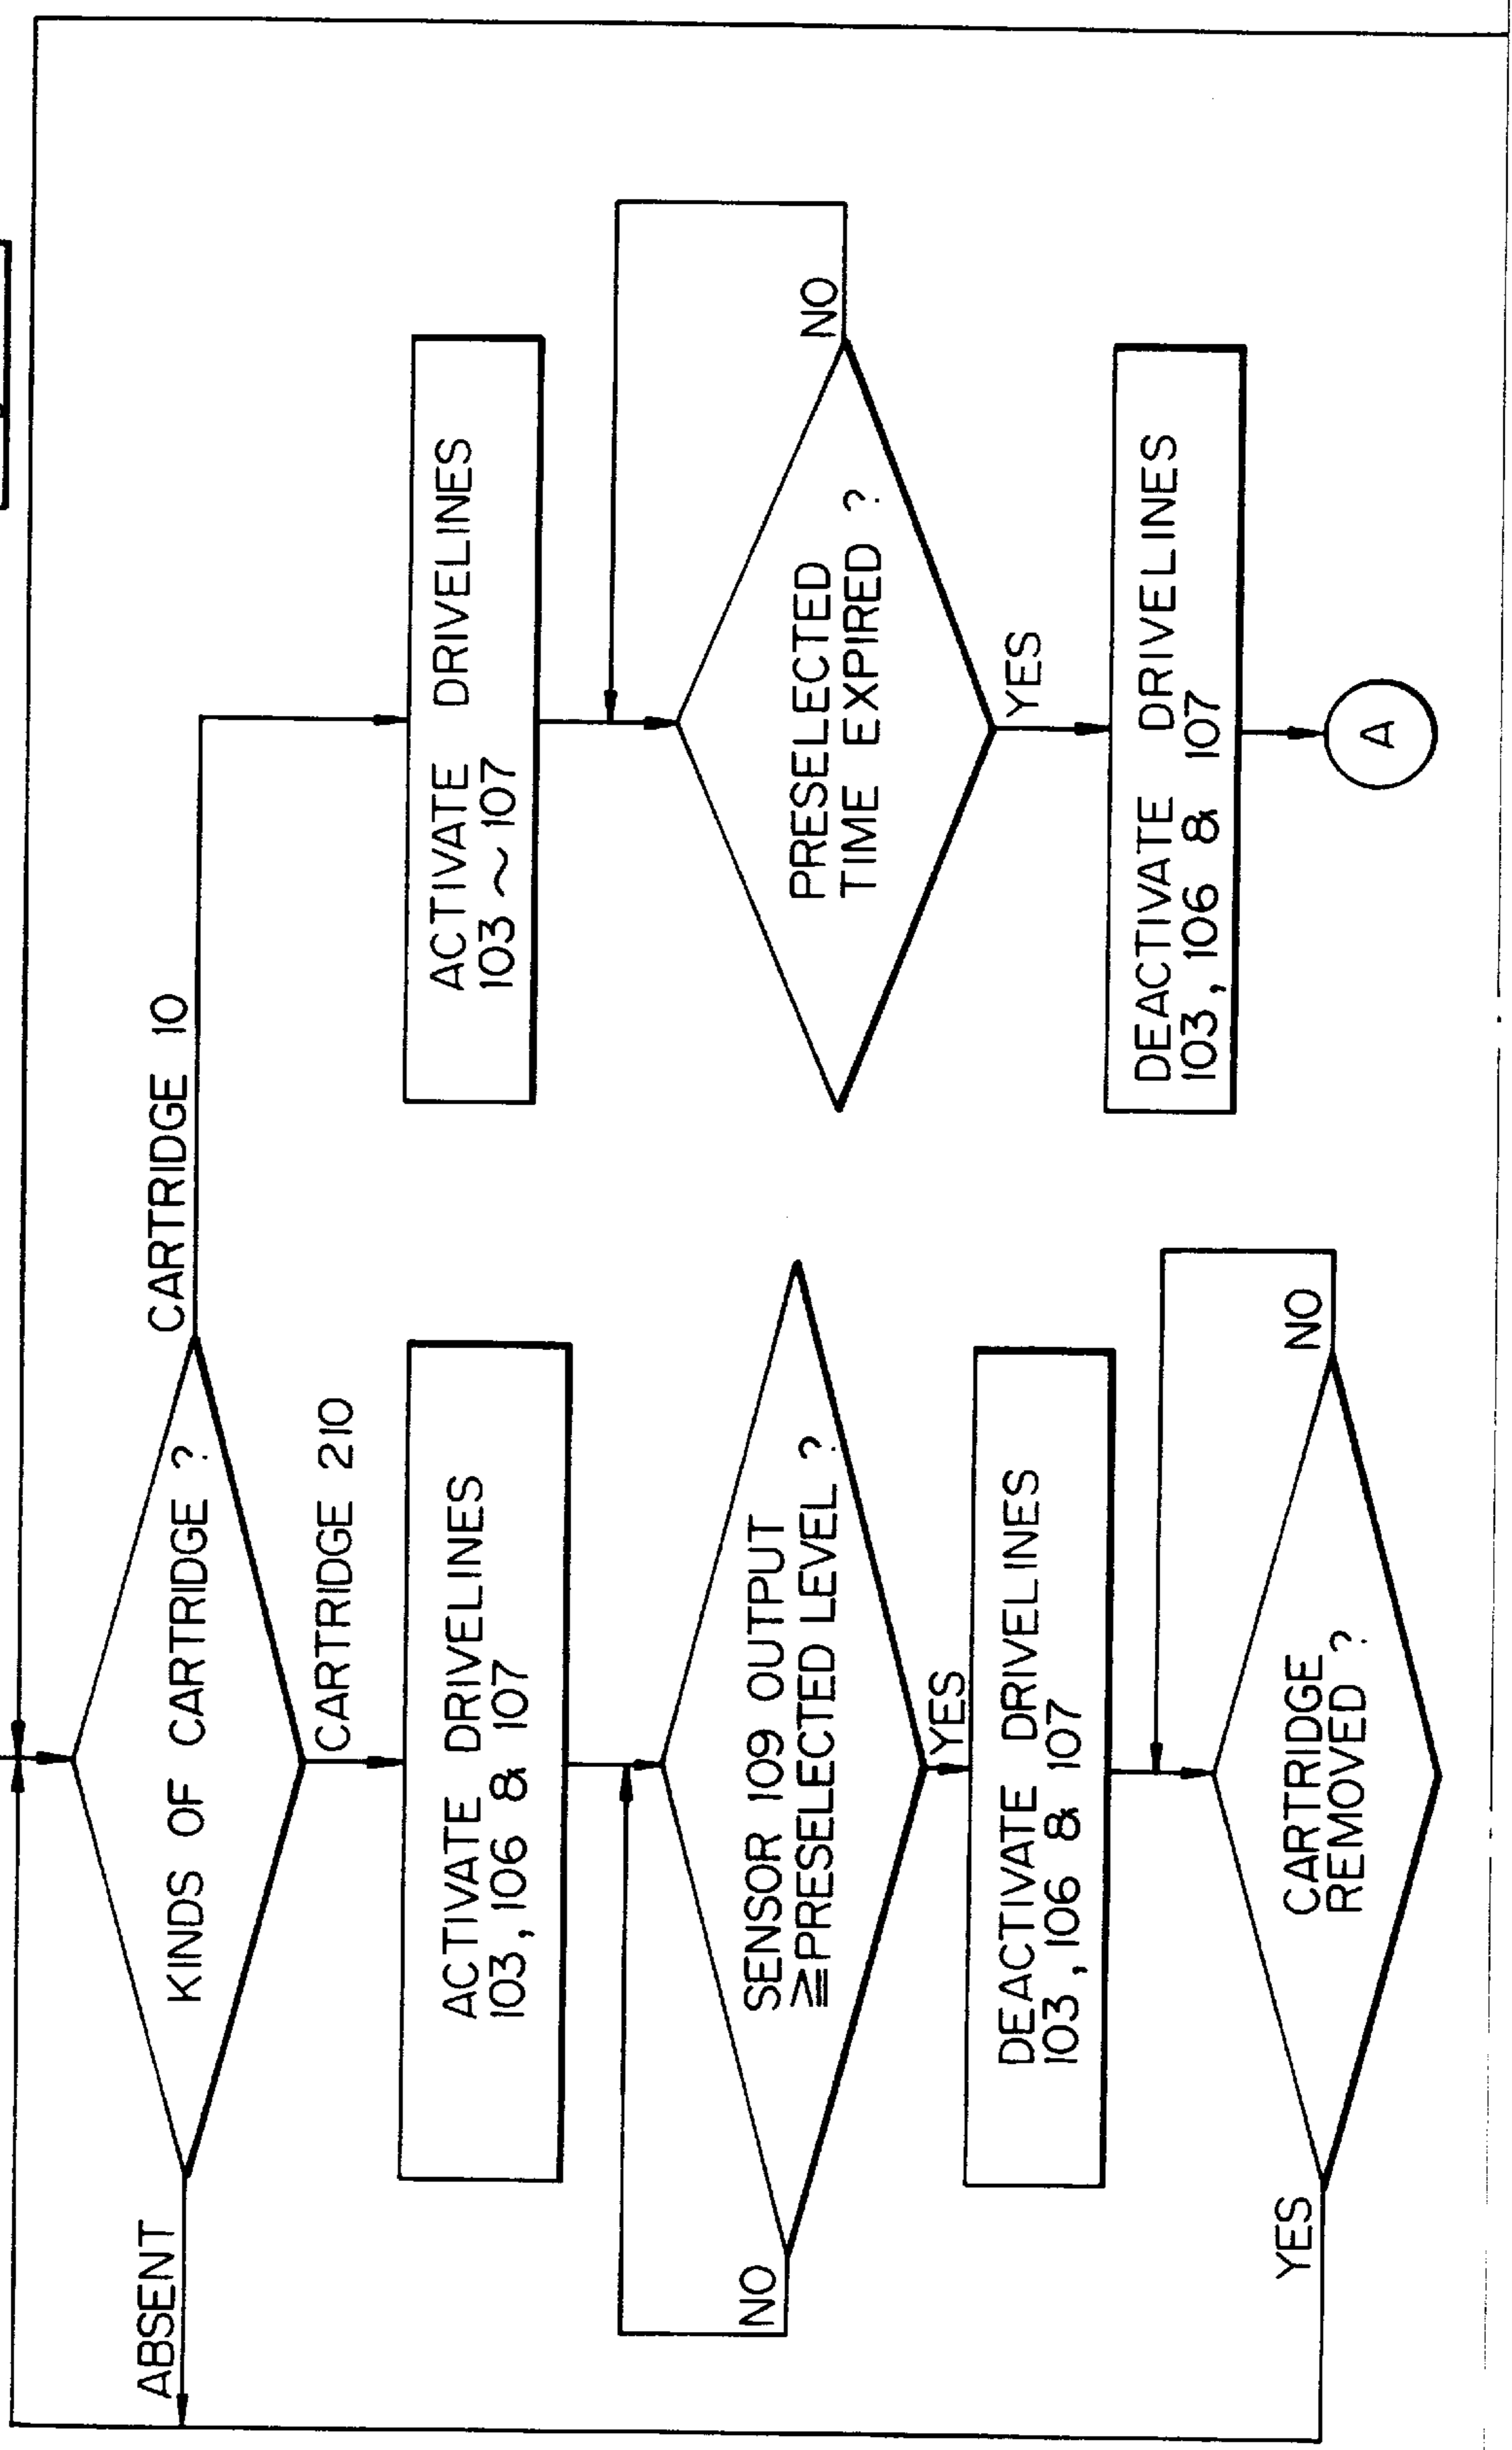 KINDS OF CARTRIDGE ?
ABSENT
CARTRIDGE 10
CARTRIDGE 210
ACTIVATE DRIVELINES
103, 106 & 107
SENSOR 109 OUTPUT
≧PRESELECTED LEVEL ?
NO
YES
DEACTIVATE DRIVELINES
103, 106 & 107
CARTRIDGE
REMOVED ?
YES
NO
ACTIVATE DRIVELINES
103 ~ 107
PRESELECTED
TIME EXPIRED ?
NO
YES
DEACTIVATE DRIVELINES
103, 106 & 107
A